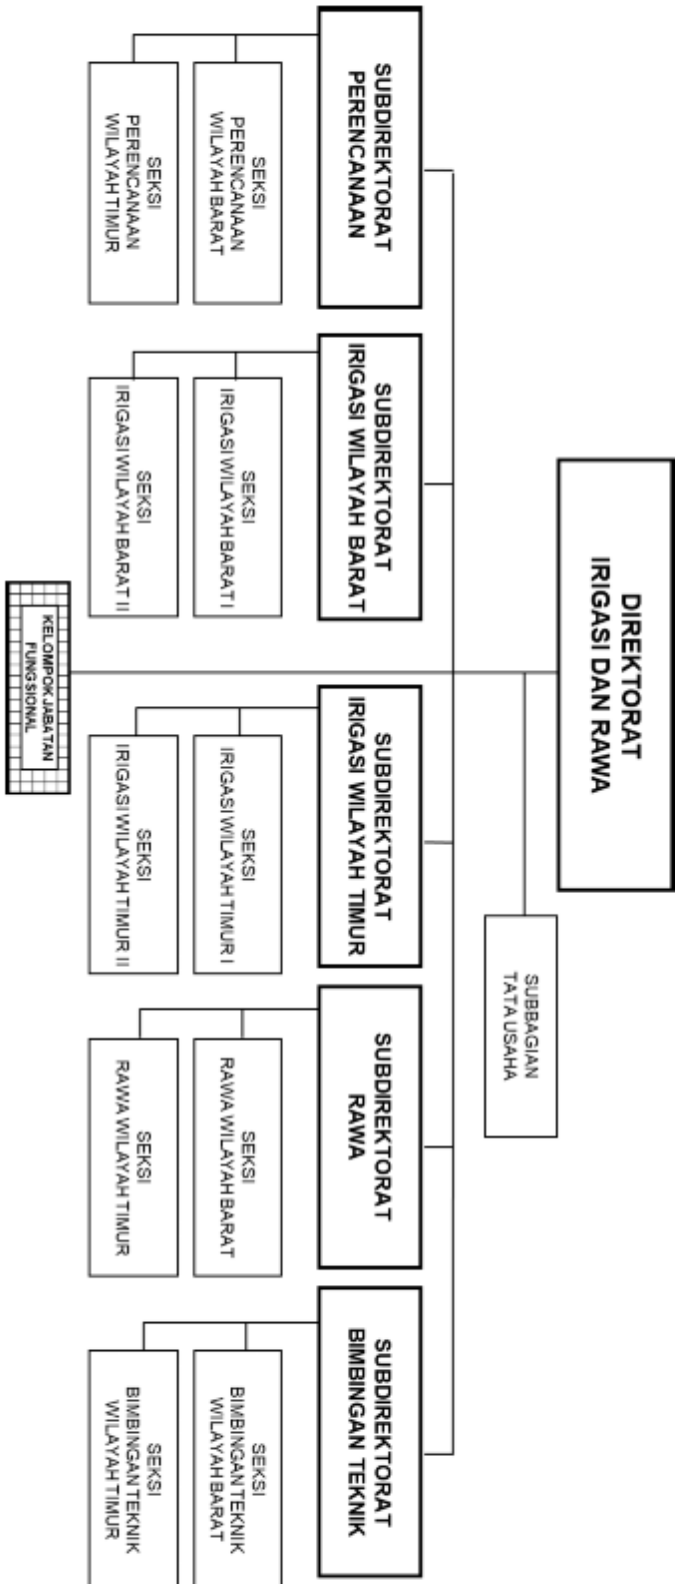 DIREKTORAT
IRIGASI DAN RAWA
SUBBAGIAN
TATA USAHA
SUBDIREKTORAT
PERENCANAAN
SEKSI
PERENCANAAN
WILAYAH BARAT
SEKSI
PERENCANAAN
WILAYAH TIMUR
SUBDIREKTORAT
IRIGASI WILAYAH BARAT
SEKSI
IRIGASI WILAYAH BARAT I
SEKSI
IRIGASI WILAYAH BARAT II
SUBDIREKTORAT
IRIGASI WILAYAH TIMUR
SEKSI
IRIGASI WILAYAH TIMUR I
SEKSI
IRIGASI WILAYAH TIMUR II
SUBDIREKTORAT
RAWA
SEKSI
RAWA WILAYAH BARAT
SEKSI
RAWA WILAYAH TIMUR
SUBDIREKTORAT
BIMBINGAN TEKNIK
SEKSI
BIMBINGAN TEKNIK
WILAYAH BARAT
SEKSI
BIMBINGAN TEKNIK
WILAYAH TIMUR
KELOMPOK JABATAN
FUNGSIONAL